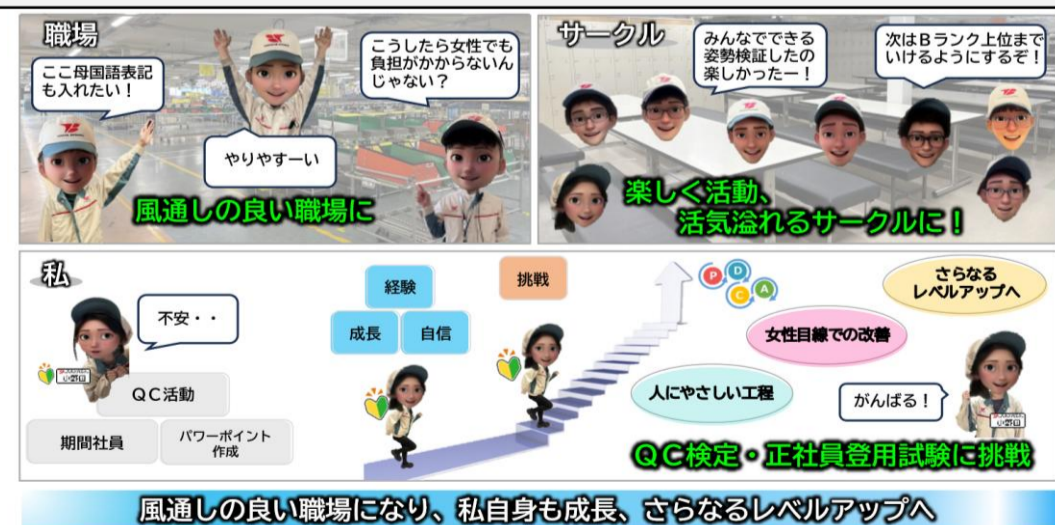 職場
ここ母国語表記
も入れたい！
やりやすーい
こうしたら女性でも
負担がかからないん
じゃない？
風通しの良い職場に
サークル
みんなでできる
姿勢検証したの
楽しかったー！
次はＢランク上位まで
いけるようにするぞ！
楽しく活動、
活気溢れるサークルに！
私
不安・・
ＱＣ活動
期間社員
パワーポイント
作成
経験
成長
自信
挑戦
P
D
C
A
人にやさしい工程
女性目線での改善
さらなる
レベルアップへ
がんばる！
ＱＣ検定・正社員登用試験に挑戦
風通しの良い職場になり、私自身も成長、さらなるレベルアップへ